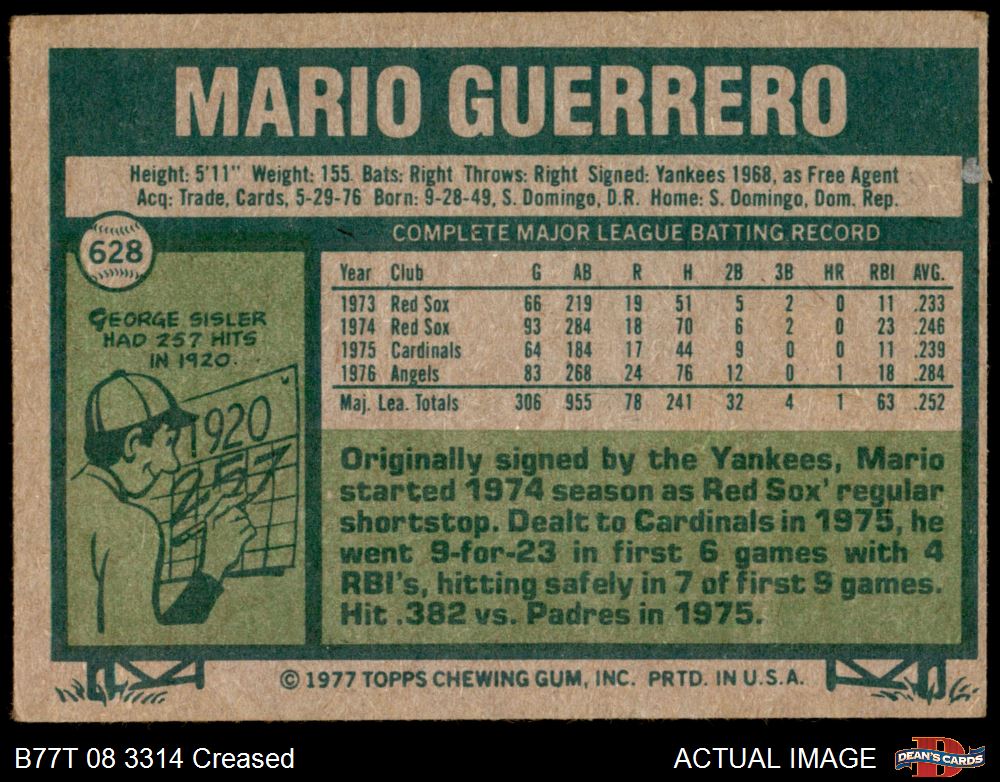 MARIO GUERRERO
Height: 5'11" Weight: 155. Bats: Right Throws: Right Signed: Yankees 1968, as Free Agent
Acq: Trade, Cards, 5-29-76 Born: 9-28-49, S. Domingo, D.R. Home: S. Domingo, Dom. Rep.
628
GEORGE SISLER
HAD 257 HITS
IN 1920.
1920
257
COMPLETE MAJOR LEAGUE BATTING RECORD
Year Club G AB R H 2B 3B HR RBI AVG.
1973 Red Sox 66 219 19 51 5 2 0 11 .233
1974 Red Sox 93 284 18 70 6 2 0 23 .246
1975 Cardinals 64 184 17 44 9 0 0 11 .239
1976 Angels 83 268 24 76 12 0 1 18 .284
Maj. Lea. Totals 306 955 78 241 32 4 1 63 .252
Originally signed by the Yankees, Mario
started 1974 season as Red Sox' regular
shortstop. Dealt to Cardinals in 1975, he
went 9-for-23 in first 6 games with 4
RBI's, hitting safely in 7 of first 9 games.
Hit .382 vs. Padres in 1975.
© 1977 TOPPS CHEWING GUM, INC. PRTD. IN U.S.A.
B77T 08 3314 Creased
ACTUAL IMAGE
D
DEAN'S CARDS